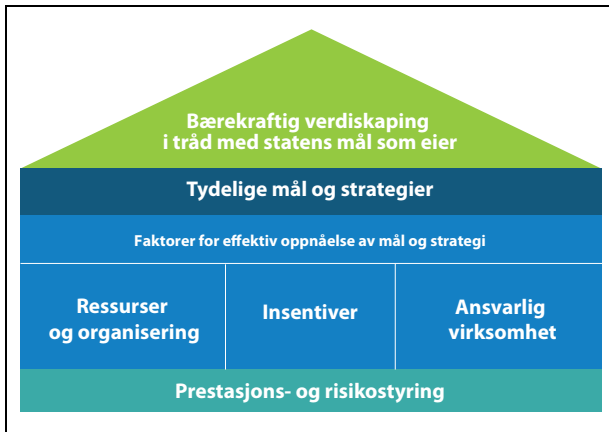 Bærekraftig verdiskaping
i tråd med statens mål som eier
Tydelige mål og strategier
Faktorer for effektiv oppnåelse av mål og strategi
Ressurser
og organisering
Insentiver
Ansvarlig
virksomhet
Prestasjons- og risikostyring